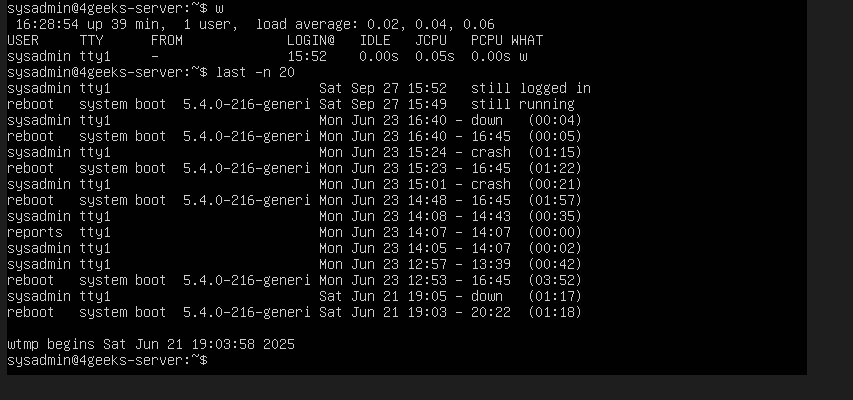 sysadmin@4geeks-server:~$ w
 16:28:54 up 39 min,  1 user,  load average: 0.02, 0.04, 0.06
USER     TTY      FROM             LOGIN@   IDLE   JCPU   PCPU WHAT
sysadmin tty1     -                15:52    0.00s  0.05s  0.00s w
sysadmin@4geeks-server:~$ last -n 20
sysadmin tty1                          Sat Sep 27 15:52   still logged in
reboot   system boot  5.4.0-216-generi Sat Sep 27 15:49   still running
sysadmin tty1                          Mon Jun 23 16:40 - down   (00:04)
reboot   system boot  5.4.0-216-generi Mon Jun 23 16:40 - 16:45  (00:05)
sysadmin tty1                          Mon Jun 23 15:24 - crash  (01:15)
reboot   system boot  5.4.0-216-generi Mon Jun 23 15:23 - 16:45  (01:22)
sysadmin tty1                          Mon Jun 23 15:01 - crash  (00:21)
reboot   system boot  5.4.0-216-generi Mon Jun 23 14:48 - 16:45  (01:57)
sysadmin tty1                          Mon Jun 23 14:08 - 14:43  (00:35)
reports  tty1                          Mon Jun 23 14:07 - 14:07  (00:00)
sysadmin tty1                          Mon Jun 23 14:05 - 14:07  (00:02)
sysadmin tty1                          Mon Jun 23 12:57 - 13:39  (00:42)
reboot   system boot  5.4.0-216-generi Mon Jun 23 12:53 - 16:45  (03:52)
sysadmin tty1                          Sat Jun 21 19:05 - down   (01:17)
reboot   system boot  5.4.0-216-generi Sat Jun 21 19:03 - 20:22  (01:18)

wtmp begins Sat Jun 21 19:03:58 2025
sysadmin@4geeks-server:~$